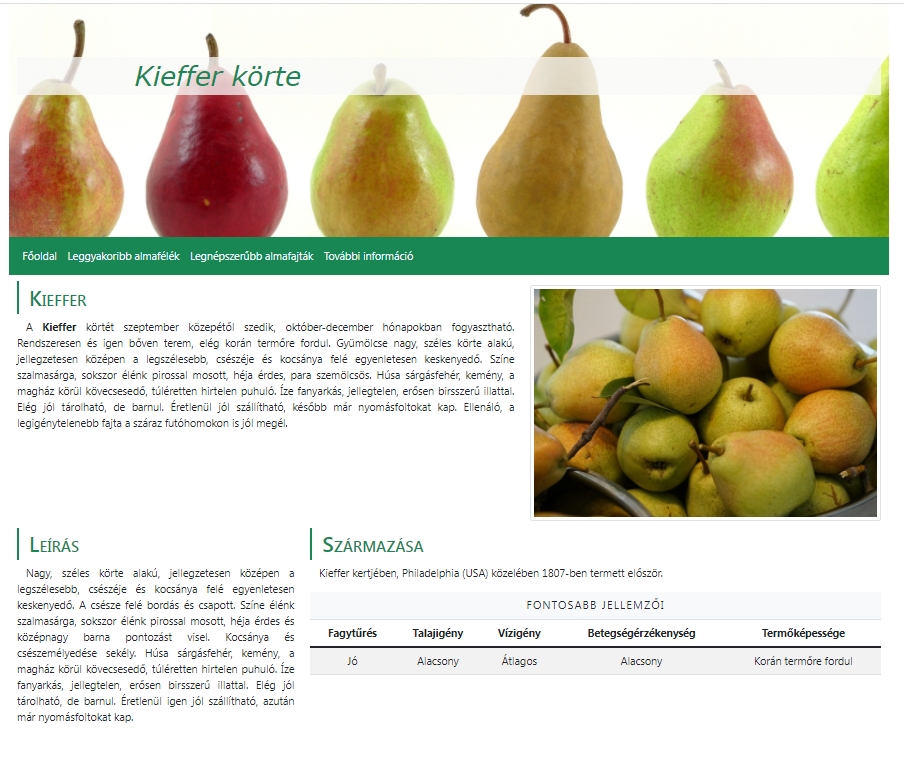 Kieffer körte
Főoldal Leggyakoribb almafélék Legnépszerűbb almafajták További információ
Kieffer
A Kieffer körtét szeptember közepétől szedik, október-december hónapokban fogyasztható.
Rendszeresen és igen bőven terem, elég korán termőre fordul. Gyümölcse nagy, széles körte alakú,
jellegzetesen középen a legszélesebb, csészéje és kocsánya felé egyenletesen keskenyedő. Színe
szalmasárga, sokszor élénk pirossal mosott, héja érdes, para szemölcsös. Húsa sárgásfehér, kemény, a
magház körül kövecsesedő, túléretten hirtelen puhuló. Íze fanyarkás, jellegtelen, erősen birsszerű illattal.
Elég jól tárolható, de barnul. Éretlenül jól szállítható, később már nyomásfoltokat kap. Ellenáló, a
legigénytelenebb fajta a száraz futóhomokon is jól megél.
Leírás
Nagy, széles körte alakú, jellegzetesen középen a
legszélesebb, csészéje és kocsánya felé egyenletesen
keskenyedő. A csésze felé bordás és csapott. Színe élénk
szalmasárga, sokszor élénk pirossal mosott, héja érdes és
középnagy barna pontozást visel. Kocsánya és
csészemélyedése sekély. Húsa sárgásfehér, kemény, a
magház körül kövecsesedő, túléretten hirtelen puhuló. Íze
fanyarkás, jellegtelen, erősen birsszerű illattal. Elég jól
tárolható, de barnul. Éretlenül igen jól szállítható, azután
már nyomásfoltokat kap.
Származása
Kieffer kertjében, Philadelphia (USA) közelében 1807-ben termett először.
FONTOSABB JELLEMZŐI
Fagytűrés Talajigény Vízigény Betegségérzékenység Termőképessége
Jó Alacsony Átlagos Alacsony Korán termőre fordul